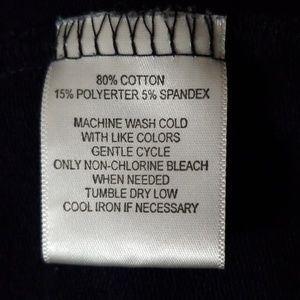 80% COTTON
15% POLYERTER 5% SPANDEX
MACHINE WASH COLD
WITH LIKE COLORS
GENTLE CYCLE
ONLY NON-CHLORINE BLEACH
WHEN NEEDED
TUMBLE DRY LOW
COOL IRON IF NECESSARY